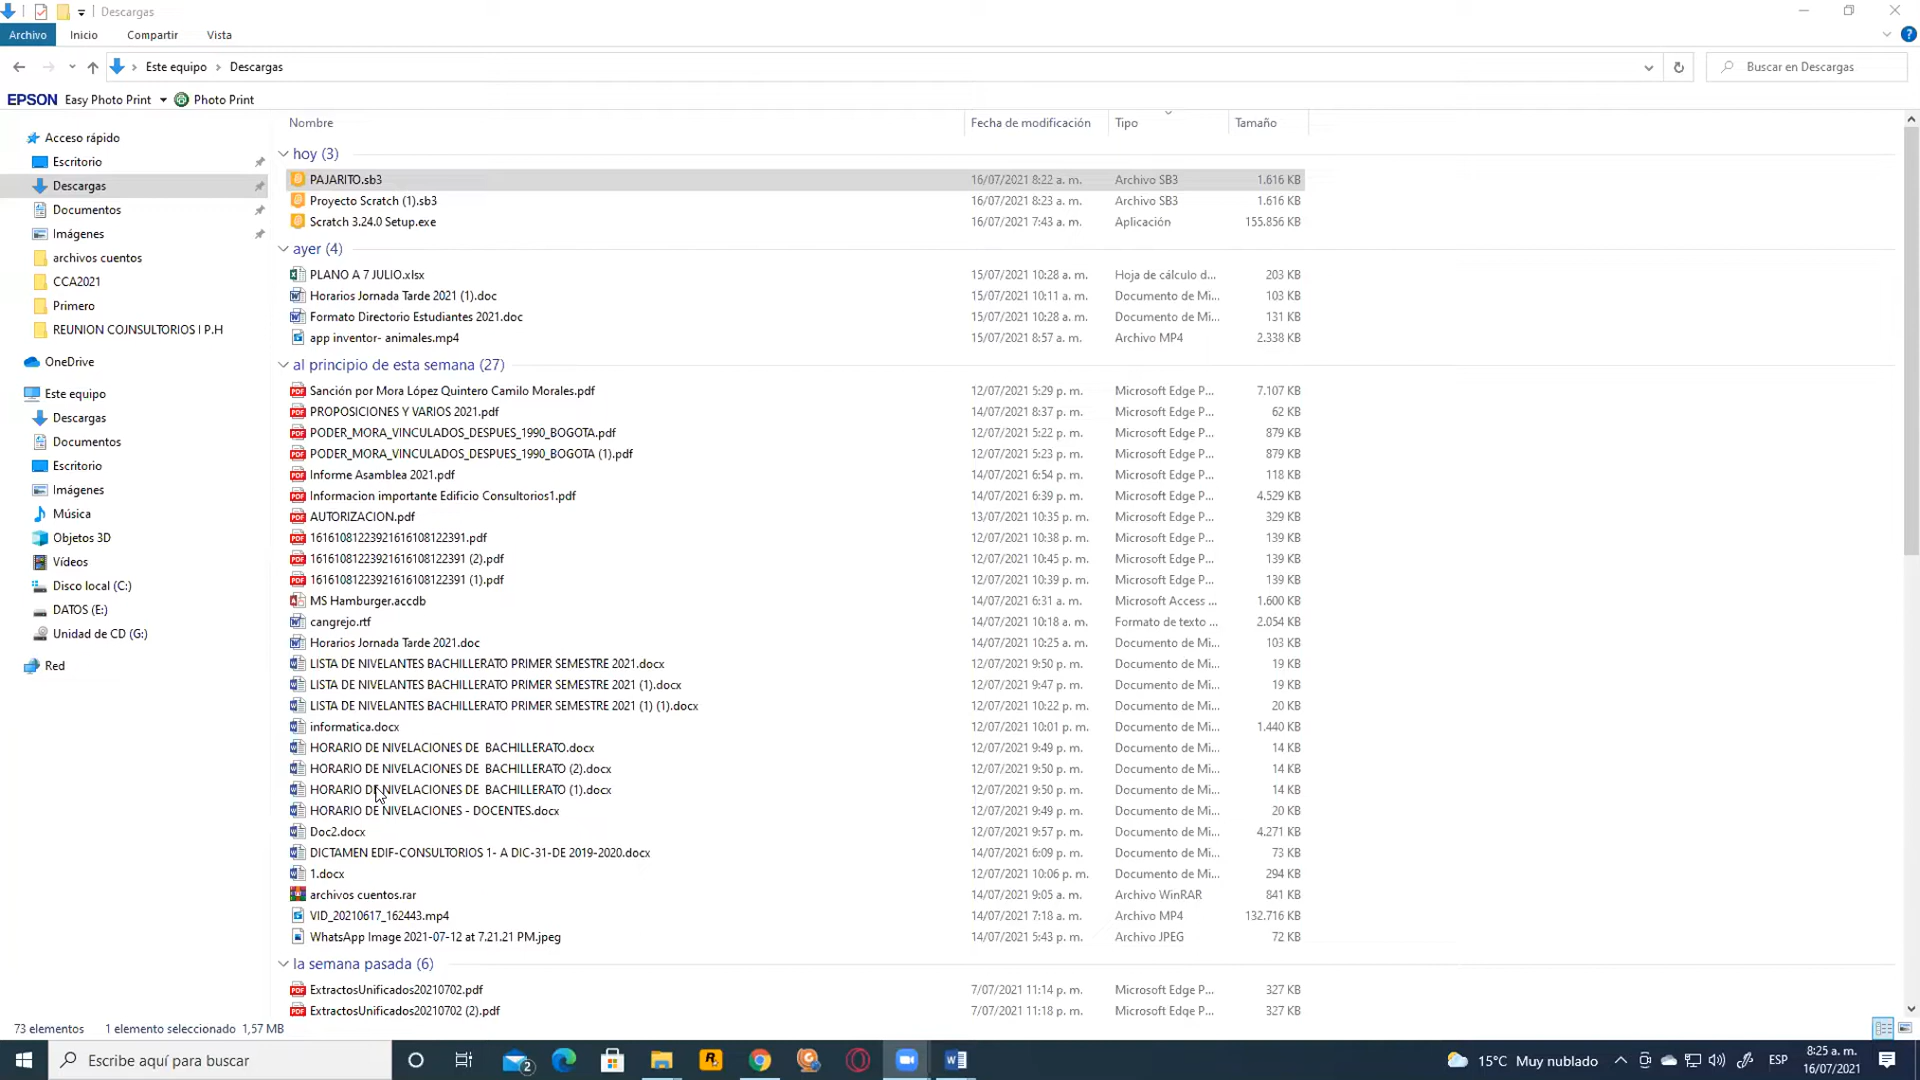 Descargas
Archivo Inicio Compartir Vista
Este equipo Descargas Buscar en Descargas
EPSON Easy Photo Print Photo Print
Acceso rápido
Escritorio
Descargas
Documentos
Imágenes
archivos cuentos
CCA2021
Primero
REUNION COJNSULTORIOS I P.H
OneDrive
Este equipo
Descargas
Documentos
Escritorio
Imágenes
Música
Objetos 3D
Vídeos
Disco local (C:)
DATOS (E:)
Unidad de CD (G:)
Red
Nombre Fecha de modificación Tipo Tamaño
hoy (3)
PAJARITO.sb3 16/07/2021 8:22 a. m. Archivo SB3 1.616 KB
Proyecto Scratch (1).sb3 16/07/2021 8:23 a. m. Archivo SB3 1.616 KB
Scratch 3.24.0 Setup.exe 16/07/2021 7:43 a. m. Aplicación 155.856 KB
ayer (4)
PLANO A 7 JULIO.xlsx 15/07/2021 10:28 a. m. Hoja de cálculo d... 203 KB
Horarios Jornada Tarde 2021 (1).doc 15/07/2021 10:11 a. m. Documento de Mi... 103 KB
Formato Directorio Estudiantes 2021.doc 15/07/2021 10:28 a. m. Documento de Mi... 131 KB
app inventor- animales.mp4 15/07/2021 8:57 a. m. Archivo MP4 2.338 KB
al principio de esta semana (27)
Sanción por Mora López Quintero Camilo Morales.pdf 12/07/2021 5:29 p. m. Microsoft Edge P... 7.107 KB
PROPOSICIONES Y VARIOS 2021.pdf 14/07/2021 8:37 p. m. Microsoft Edge P... 62 KB
PODER_MORA_VINCULADOS_DESPUES_1990_BOGOTA.pdf 12/07/2021 5:22 p. m. Microsoft Edge P... 879 KB
PODER_MORA_VINCULADOS_DESPUES_1990_BOGOTA (1).pdf 12/07/2021 5:23 p. m. Microsoft Edge P... 879 KB
Informe Asamblea 2021.pdf 14/07/2021 6:54 p. m. Microsoft Edge P... 118 KB
Informacion importante Edificio Consultorios1.pdf 14/07/2021 6:39 p. m. Microsoft Edge P... 4.529 KB
AUTORIZACION.pdf 13/07/2021 10:35 p. m. Microsoft Edge P... 329 KB
16161081223921616108122391.pdf 12/07/2021 10:38 p. m. Microsoft Edge P... 139 KB
16161081223921616108122391 (2).pdf 12/07/2021 10:45 p. m. Microsoft Edge P... 139 KB
16161081223921616108122391 (1).pdf 12/07/2021 10:39 p. m. Microsoft Edge P... 139 KB
MS Hamburger.accdb 14/07/2021 6:31 a. m. Microsoft Access ... 1.600 KB
cangrejo.rtf 14/07/2021 10:18 a. m. Formato de texto ... 2.054 KB
Horarios Jornada Tarde 2021.doc 14/07/2021 10:25 a. m. Documento de Mi... 103 KB
LISTA DE NIVELANTES BACHILLERATO PRIMER SEMESTRE 2021.docx 12/07/2021 9:50 p. m. Documento de Mi... 19 KB
LISTA DE NIVELANTES BACHILLERATO PRIMER SEMESTRE 2021 (1).docx 12/07/2021 9:47 p. m. Documento de Mi... 19 KB
LISTA DE NIVELANTES BACHILLERATO PRIMER SEMESTRE 2021 (1) (1).docx 12/07/2021 10:22 p. m. Documento de Mi... 20 KB
informatica.docx 12/07/2021 10:01 p. m. Documento de Mi... 1.440 KB
HORARIO DE NIVELACIONES DE BACHILLERATO.docx 12/07/2021 9:49 p. m. Documento de Mi... 14 KB
HORARIO DE NIVELACIONES DE BACHILLERATO (2).docx 12/07/2021 9:50 p. m. Documento de Mi... 14 KB
HORARIO DE NIVELACIONES DE BACHILLERATO (1).docx 12/07/2021 9:50 p. m. Documento de Mi... 14 KB
HORARIO DE NIVELACIONES - DOCENTES.docx 12/07/2021 9:49 p. m. Documento de Mi... 20 KB
Doc2.docx 12/07/2021 9:57 p. m. Documento de Mi... 4.271 KB
DICTAMEN EDIF-CONSULTORIOS 1- A DIC-31-DE 2019-2020.docx 14/07/2021 6:09 p. m. Documento de Mi... 73 KB
1.docx 12/07/2021 10:06 p. m. Documento de Mi... 294 KB
archivos cuentos.rar 14/07/2021 9:05 a. m. Archivo WinRAR 841 KB
VID_20210617_162443.mp4 14/07/2021 7:18 a. m. Archivo MP4 132.716 KB
WhatsApp Image 2021-07-12 at 7.21.21 PM.jpeg 14/07/2021 5:43 p. m. Archivo JPEG 72 KB
la semana pasada (6)
ExtractosUnificados20210702.pdf 7/07/2021 11:14 p. m. Microsoft Edge P... 327 KB
ExtractosUnificados20210702 (2).pdf 7/07/2021 11:18 p. m. Microsoft Edge P... 327 KB
73 elementos 1 elemento seleccionado 1,57 MB
Escribe aquí para buscar 2 15°C Muy nublado ESP 8:25 a. m.
16/07/2021